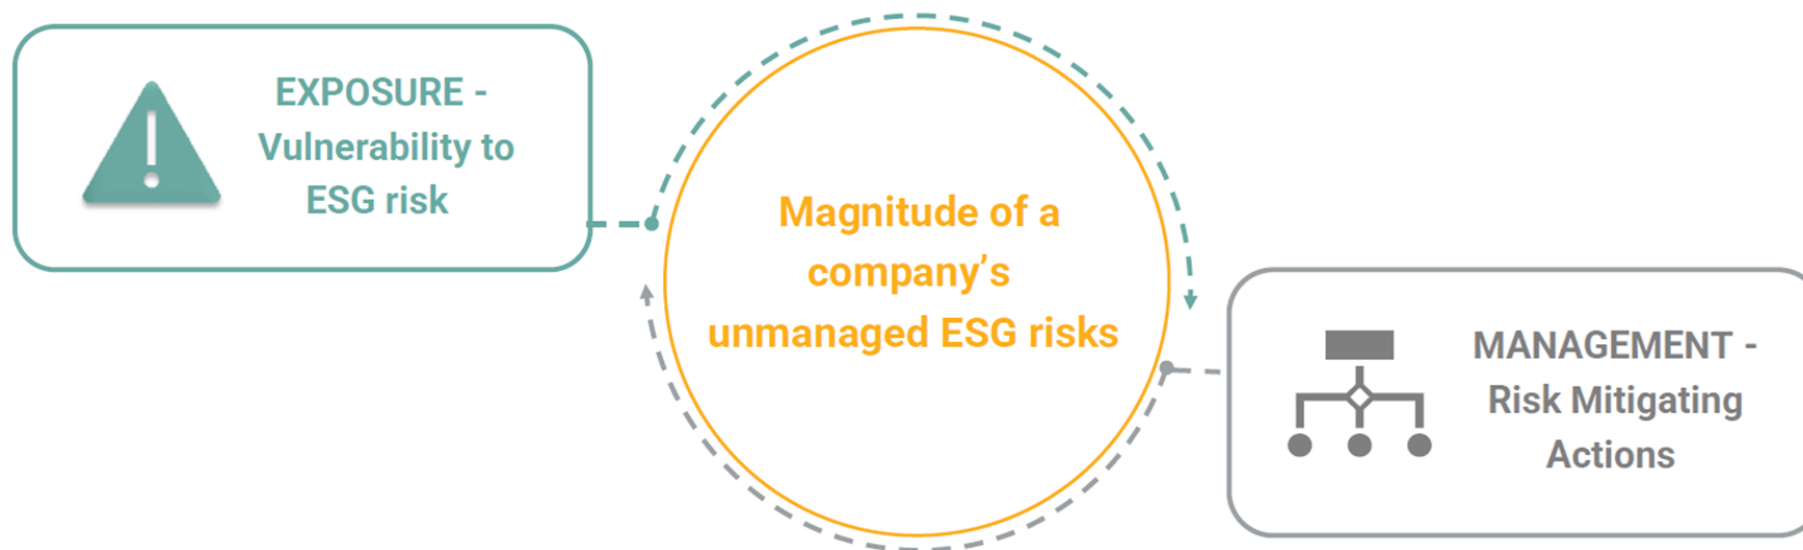 EXPOSURE -
Vulnerability to
ESG risk
Magnitude of a
company’s
unmanaged ESG risks
MANAGEMENT -
Risk Mitigating
Actions